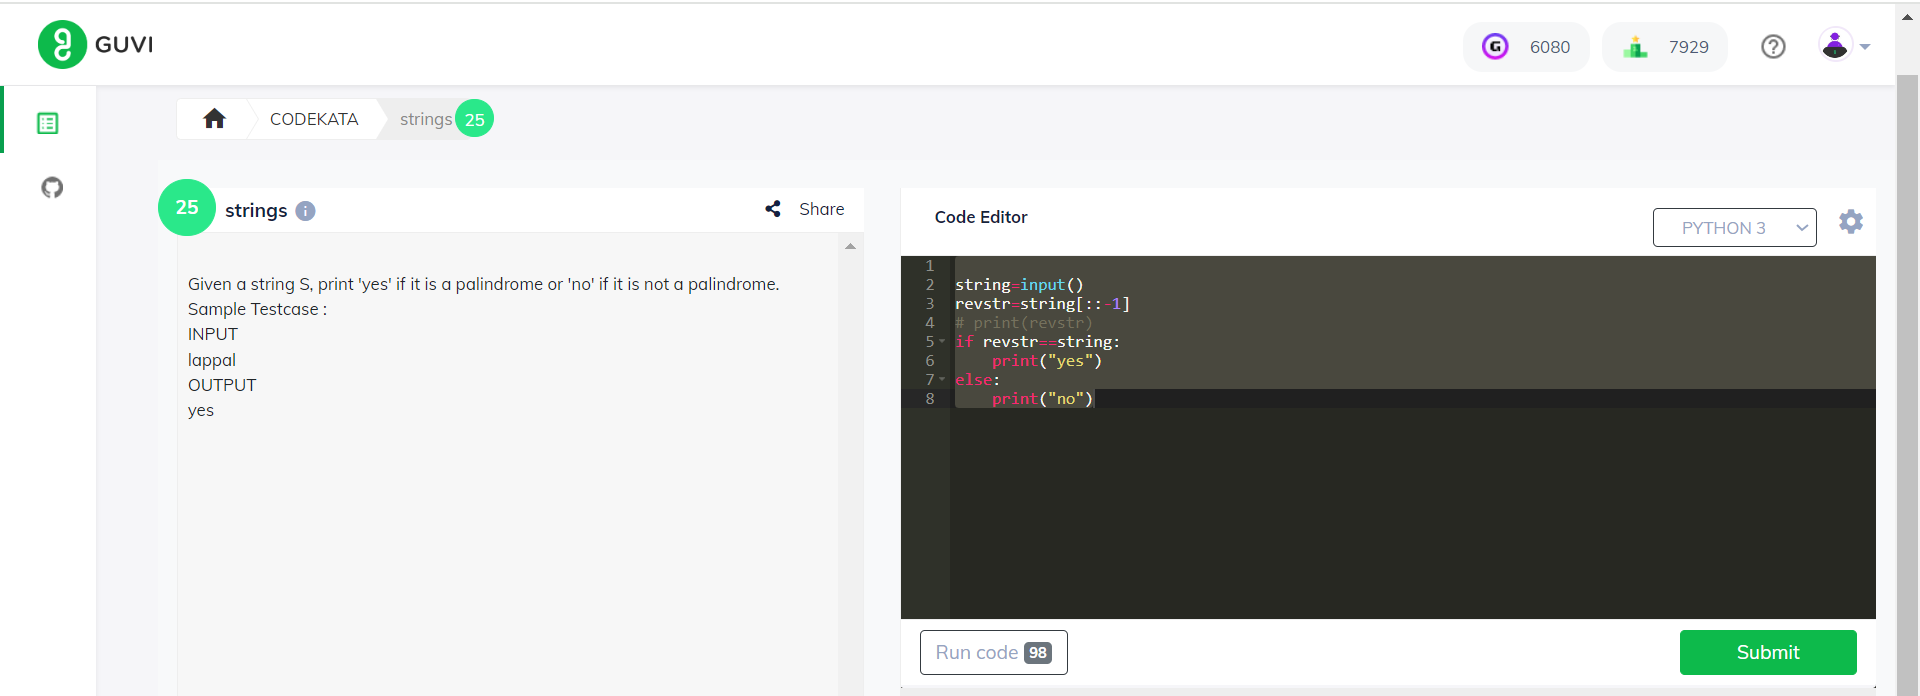 GUVI
6080
7929
CODEKATA
strings 25
25 strings
Share
Given a string S, print 'yes' if it is a palindrome or 'no' if it is not a palindrome.
Sample Testcase :
INPUT
lappal
OUTPUT
yes
Code Editor
PYTHON 3
1
2 string=input()
3 revstr=string[::-1]
4 # print(revstr)
5 if revstr==string:
6     print("yes")
7 else:
8     print("no")
Run code 98
Submit